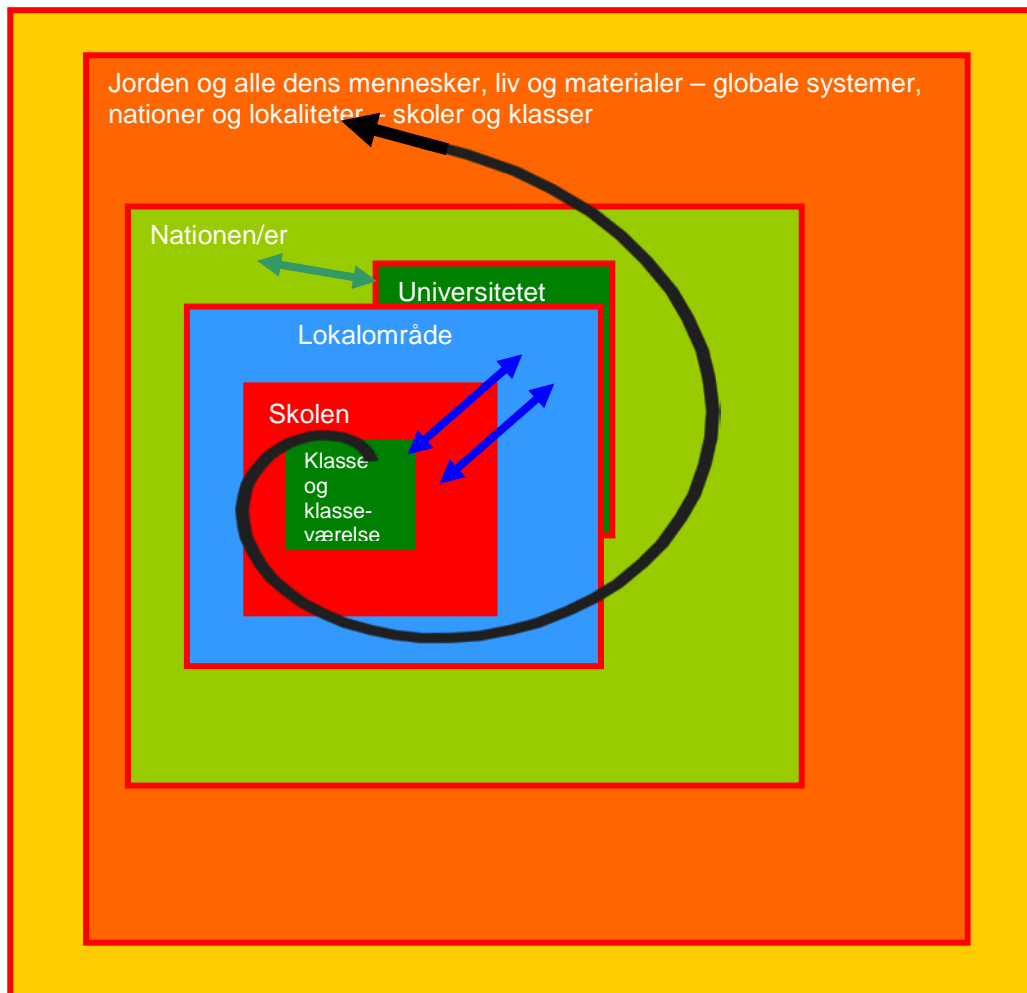 Jorden og alle dens mennesker, liv og materialer – globale systemer,
nationer og lokaliteter – skoler og klasser
Nationen/er
Universitetet
Lokalområde
Skolen
Klasse
og
klasse-
værelse